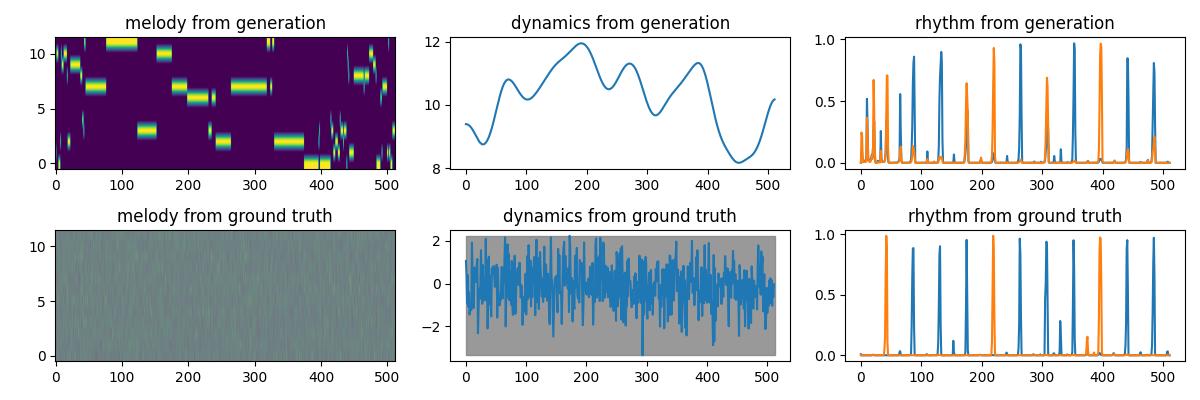 melody from generation
dynamics from generation
rhythm from generation
10
5
0
0 100 200 300 400 500
12
10
8
0 100 200 300 400 500
1.0
0.5
0.0
0 100 200 300 400 500
melody from ground truth
dynamics from ground truth
rhythm from ground truth
10
5
0
0 100 200 300 400 500
2
0
−2
0 100 200 300 400 500
1.0
0.5
0.0
0 100 200 300 400 500